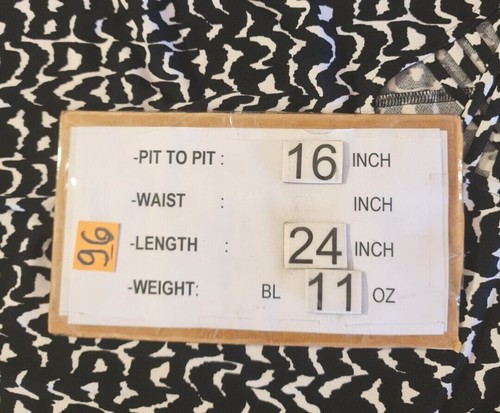 -PIT TO PIT : 16 INCH
-WAIST : INCH
-LENGTH : 24 INCH
-WEIGHT: BL 11 OZ
96